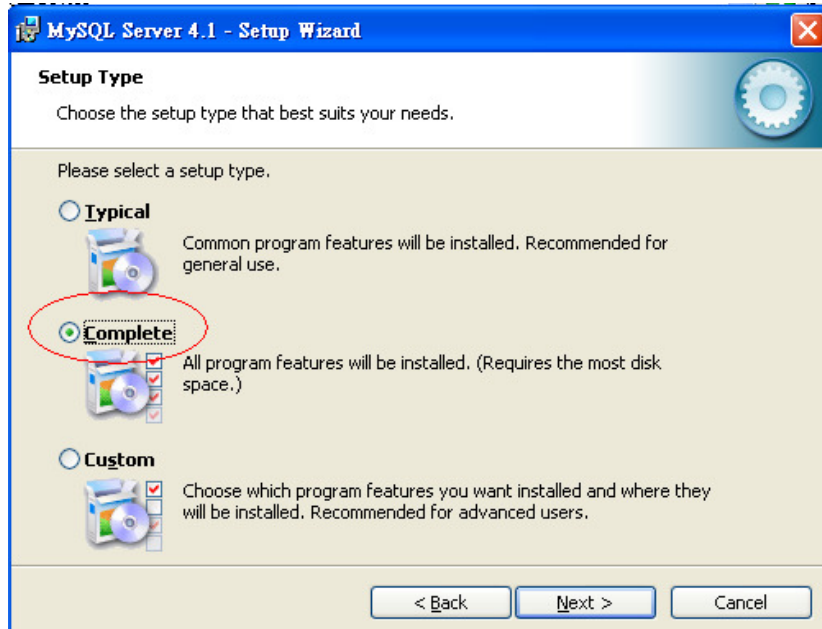 MySQL Server 4.1 - Setup Wizard
Setup Type
Choose the setup type that best suits your needs.
Please select a setup type.
Typical
Common program features will be installed. Recommended for
general use.
Complete
All program features will be installed. (Requires the most disk
space.)
Custom
Choose which program features you want installed and where they
will be installed. Recommended for advanced users.
< Back
Next >
Cancel